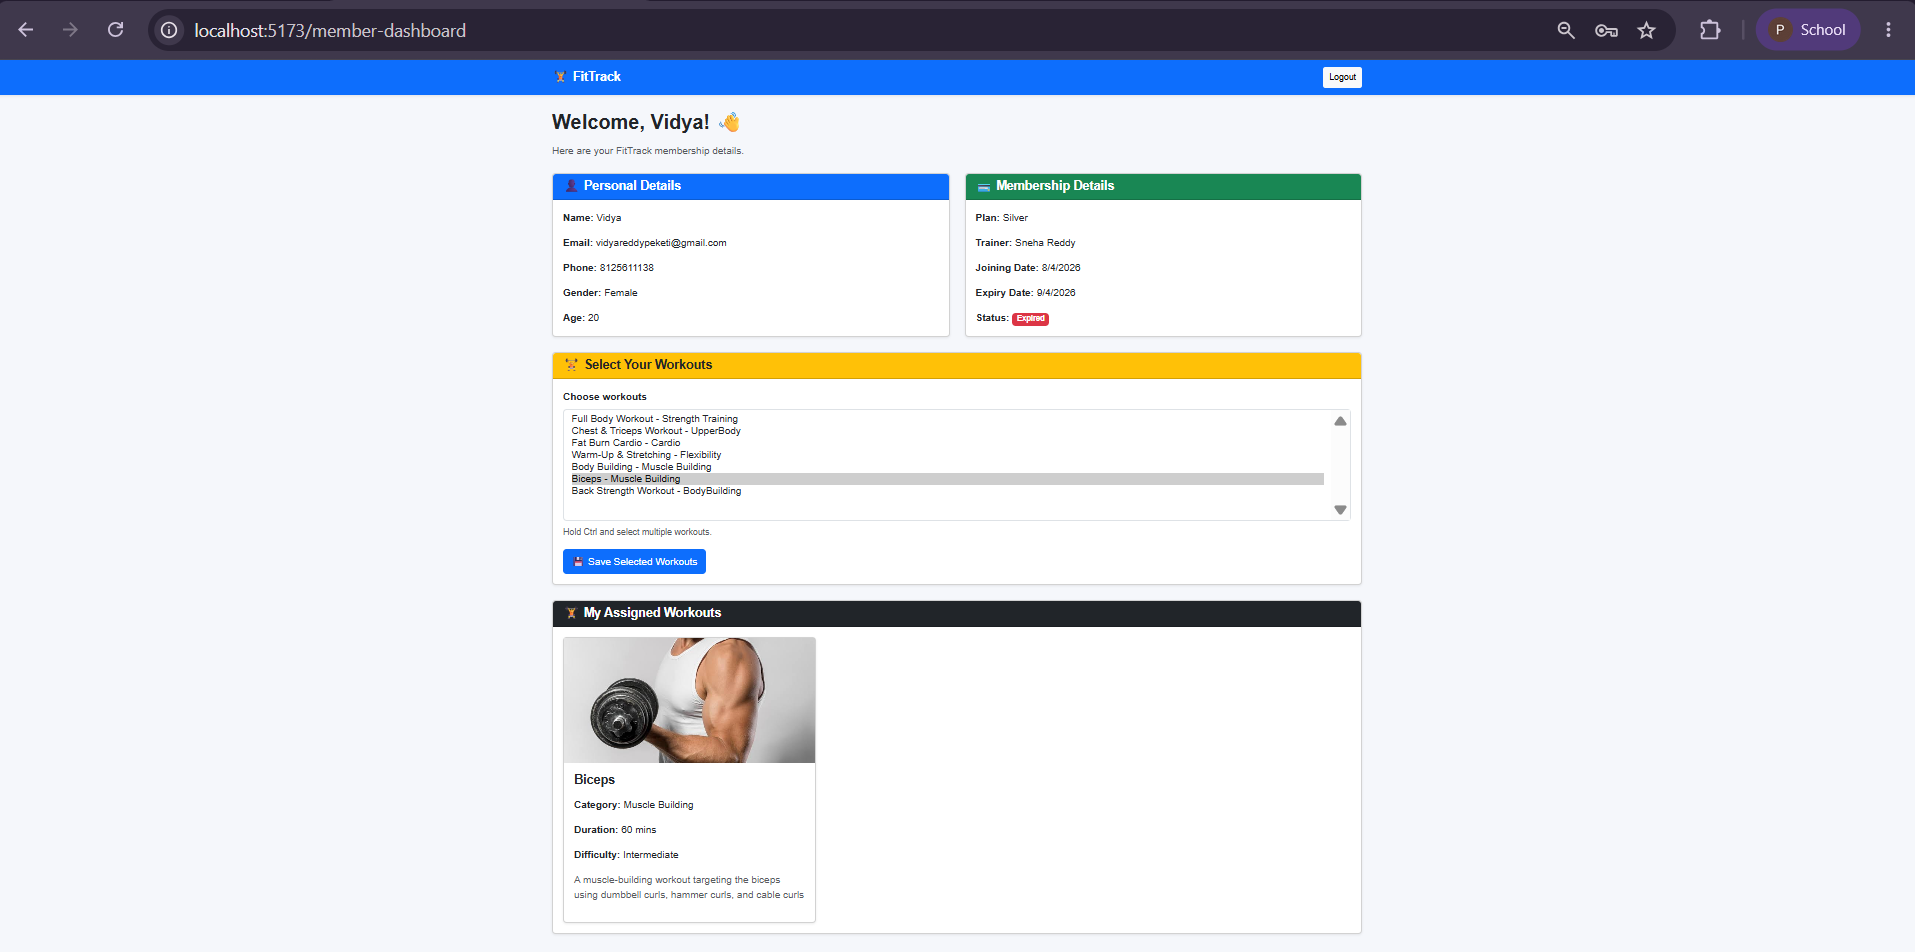 localhost:5173/member-dashboard
P School
FitTrack
Logout
Welcome, Vidya!
Here are your FitTrack membership details.
Personal Details
Name: Vidya
Email: vidyareddypeketi@gmail.com
Phone: 8125611138
Gender: Female
Age: 20
Membership Details
Plan: Silver
Trainer: Sneha Reddy
Joining Date: 8/4/2026
Expiry Date: 9/4/2026
Status: Expired
Select Your Workouts
Choose workouts
Full Body Workout - Strength Training
Chest & Triceps Workout - UpperBody
Fat Burn Cardio - Cardio
Warm-Up & Stretching - Flexibility
Body Building - Muscle Building
Biceps - Muscle Building
Back Strength Workout - BodyBuilding
Hold Ctrl and select multiple workouts.
Save Selected Workouts
My Assigned Workouts
Biceps
Category: Muscle Building
Duration: 60 mins
Difficulty: Intermediate
A muscle-building workout targeting the biceps
using dumbbell curls, hammer curls, and cable curls